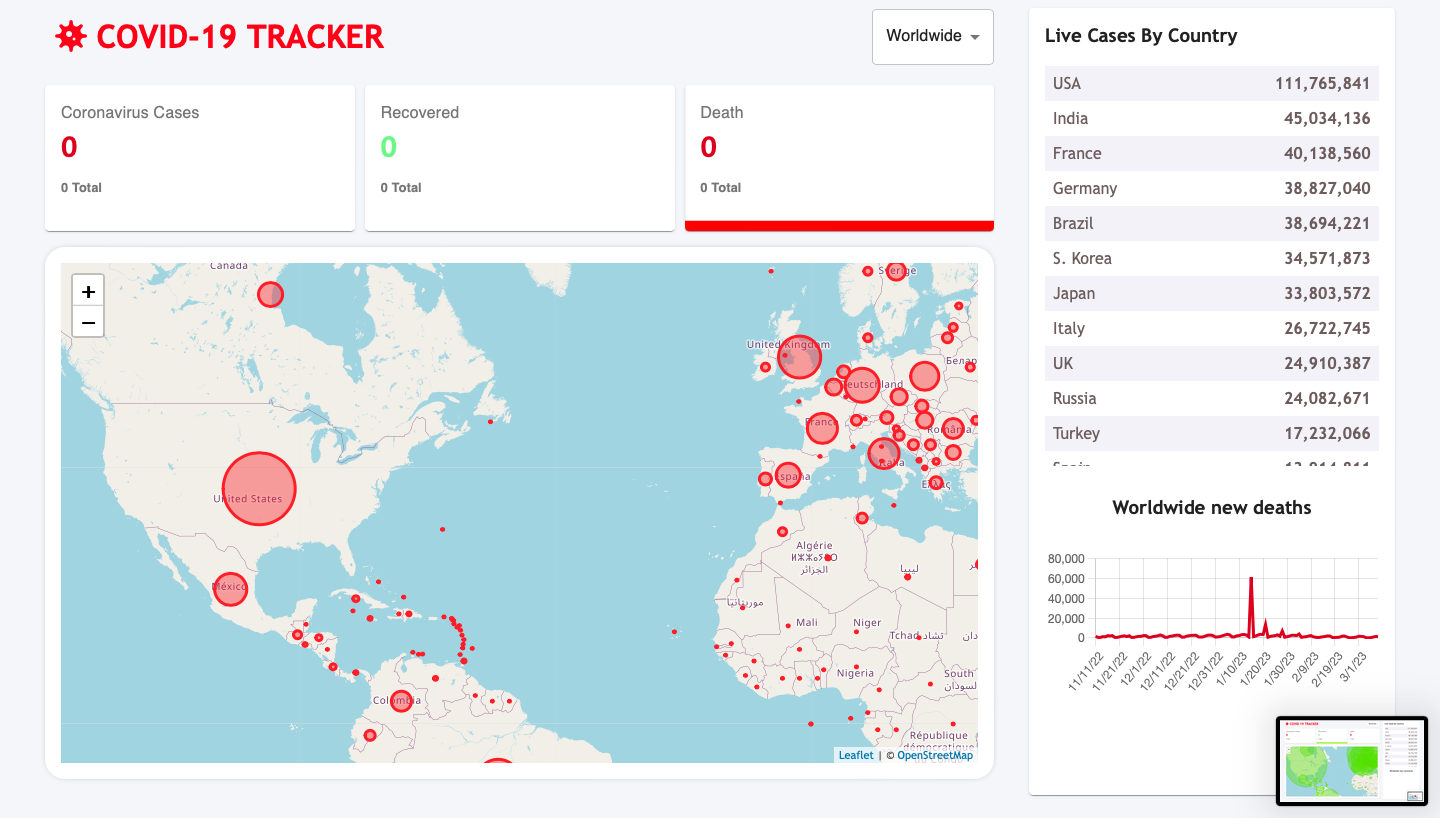 COVID-19 TRACKER
Worldwide
Coronavirus Cases
0
0 Total
Recovered
0
0 Total
Death
0
0 Total
+
−
Canada
United Kingdom
Sverige
Deutschland
France
România
Italia
España
Ελλάς
United States
México
Algérie
ⵍⵣⵣⴰⵢⴻⵔ
الجزائر
ليبيا
موريتانيا
Mali
Niger
Tchad تشاد
Nigeria
South
السودان
Colombia
République
démocratique
Leaflet | © OpenStreetMap
Live Cases By Country
USA 111,765,841
India 45,034,136
France 40,138,560
Germany 38,827,040
Brazil 38,694,221
S. Korea 34,571,873
Japan 33,803,572
Italy 26,722,745
UK 24,910,387
Russia 24,082,671
Turkey 17,232,066
Worldwide new deaths
80,000
60,000
40,000
20,000
0
11/11/22
11/21/22
12/1/22
12/11/22
12/21/22
12/31/22
1/10/23
1/20/23
1/30/23
2/9/23
2/19/23
3/1/23
COVID-19 TRACKER